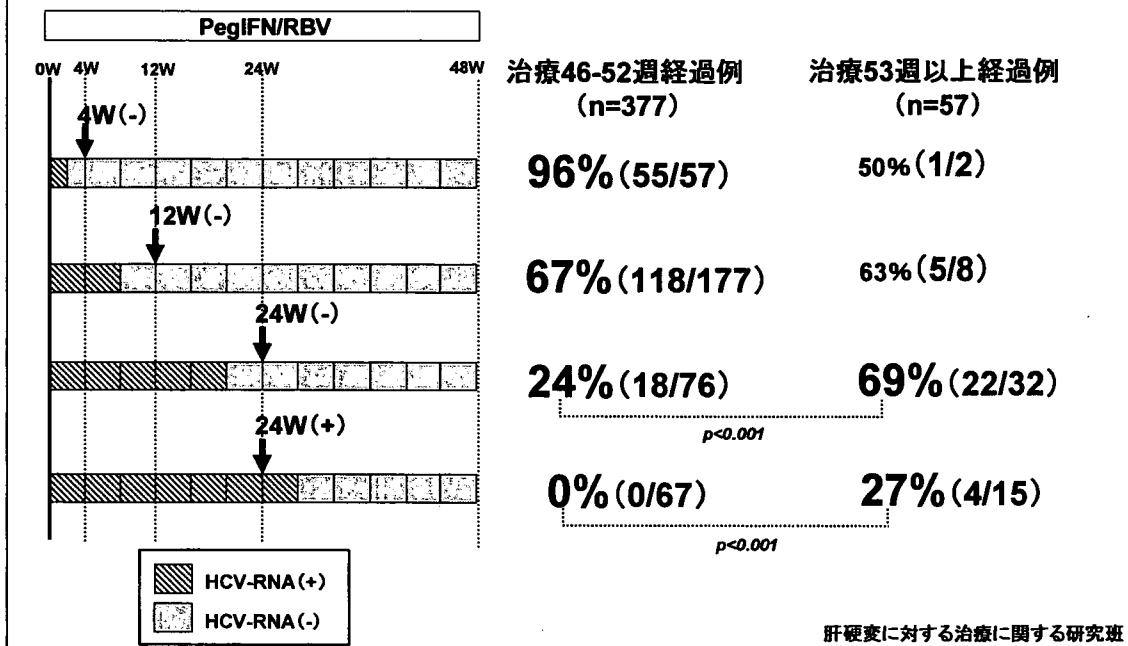 PegIFN/RBV
0W 4W 12W 24W 48W
治療46-52週経過例
(n=377)
治療53週以上経過例
(n=57)
4W(-)
96%(55/57)
50%(1/2)
12W(-)
67%(118/177)
63%(5/8)
24W(-)
24%(18/76)
69%(22/32)
p<0.001
24W(+)
0%(0/67)
27%(4/15)
p<0.001
HCV-RNA(+)
HCV-RNA(-)
肝硬変に対する治療に関する研究班